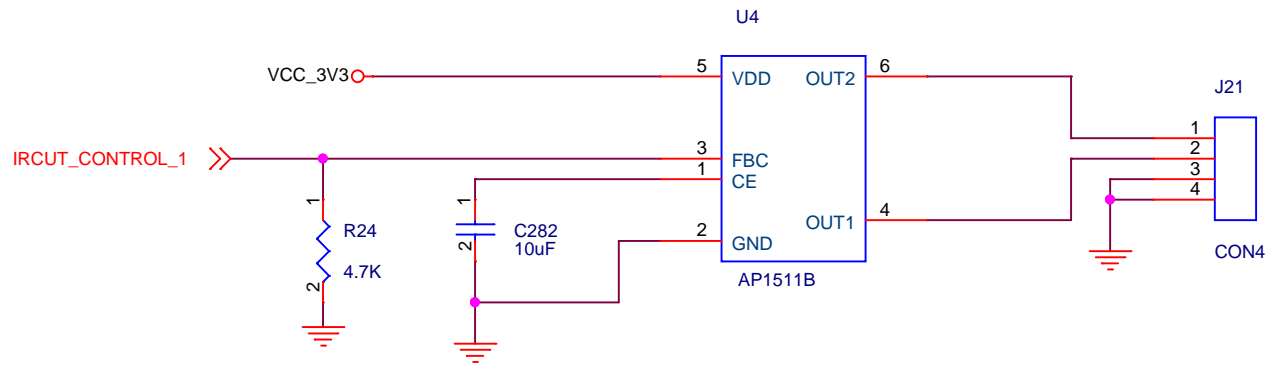 U4
VCC_3V3
5
VDD
OUT2
6
J21
1
2
3
4
IRCUT_CONTROL_1
3
FBC
1
CE
1
R24
4.7K
2
1
C282
10uF
2
2
GND
OUT1
4
AP1511B
CON4